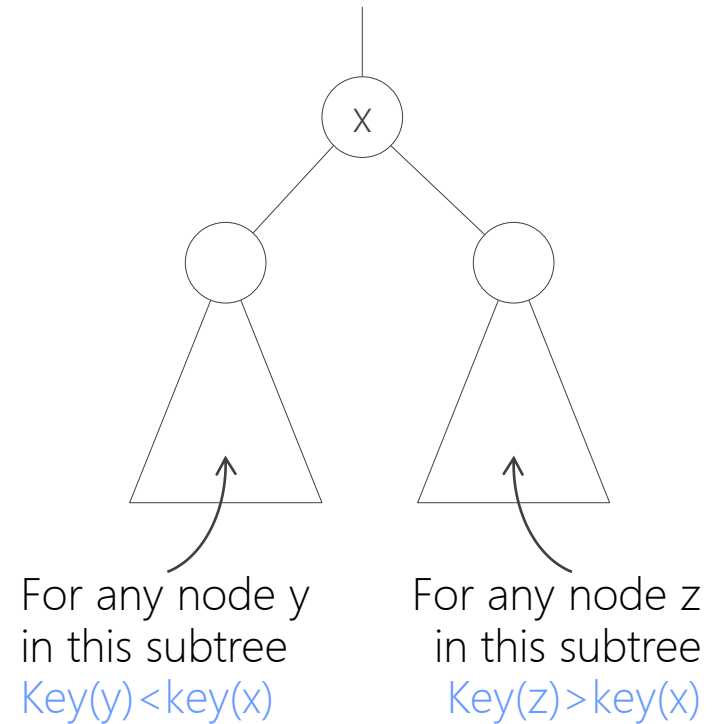 X
For any node y
in this subtree
Key(y)<key(x)
For any node z
in this subtree
Key(z)>key(x)